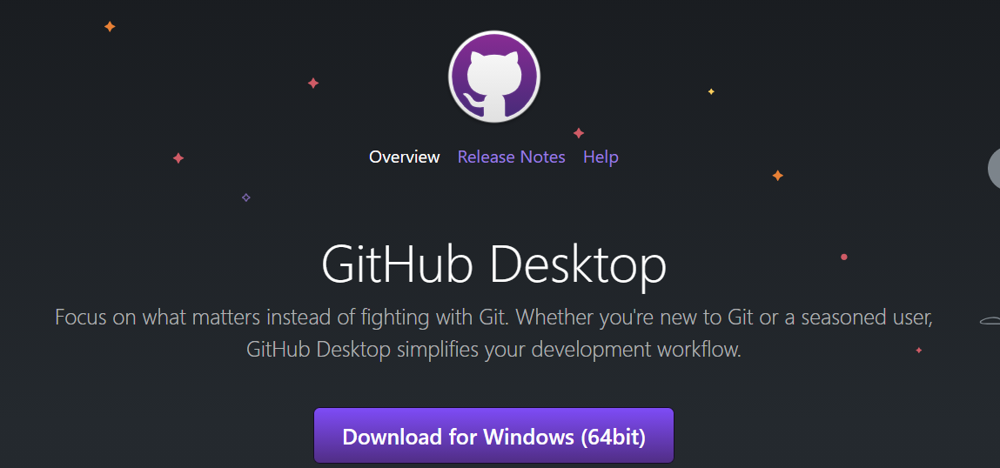 Overview Release Notes Help
GitHub Desktop
Focus on what matters instead of fighting with Git. Whether you're new to Git or a seasoned user,
GitHub Desktop simplifies your development workflow.
Download for Windows (64bit)